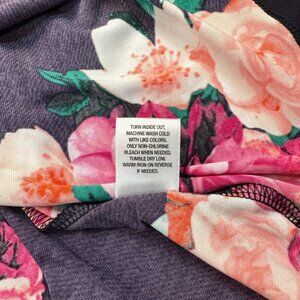 TURN INSIDE OUT,
MACHINE WASH COLD
WITH LIKE COLORS,
ONLY NON-CHLORINE
BLEACH WHEN NEEDED,
TUMBLE DRY LOW,
WARM IRON ON REVERSE
IF NEEDED.